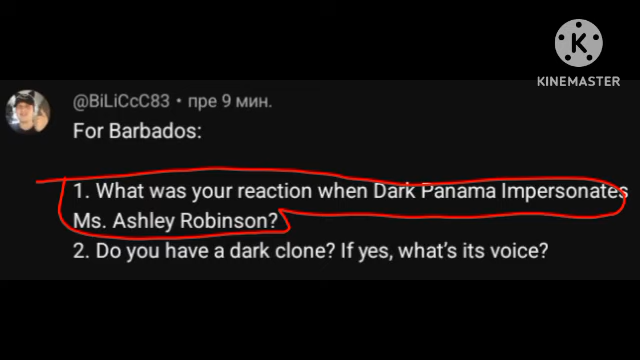 KINEMASTER
@BiLiCcC83 • пре 9 мин.
For Barbados:
1. What was your reaction when Dark Panama Impersonates
Ms. Ashley Robinson?
2. Do you have a dark clone? If yes, what's its voice?